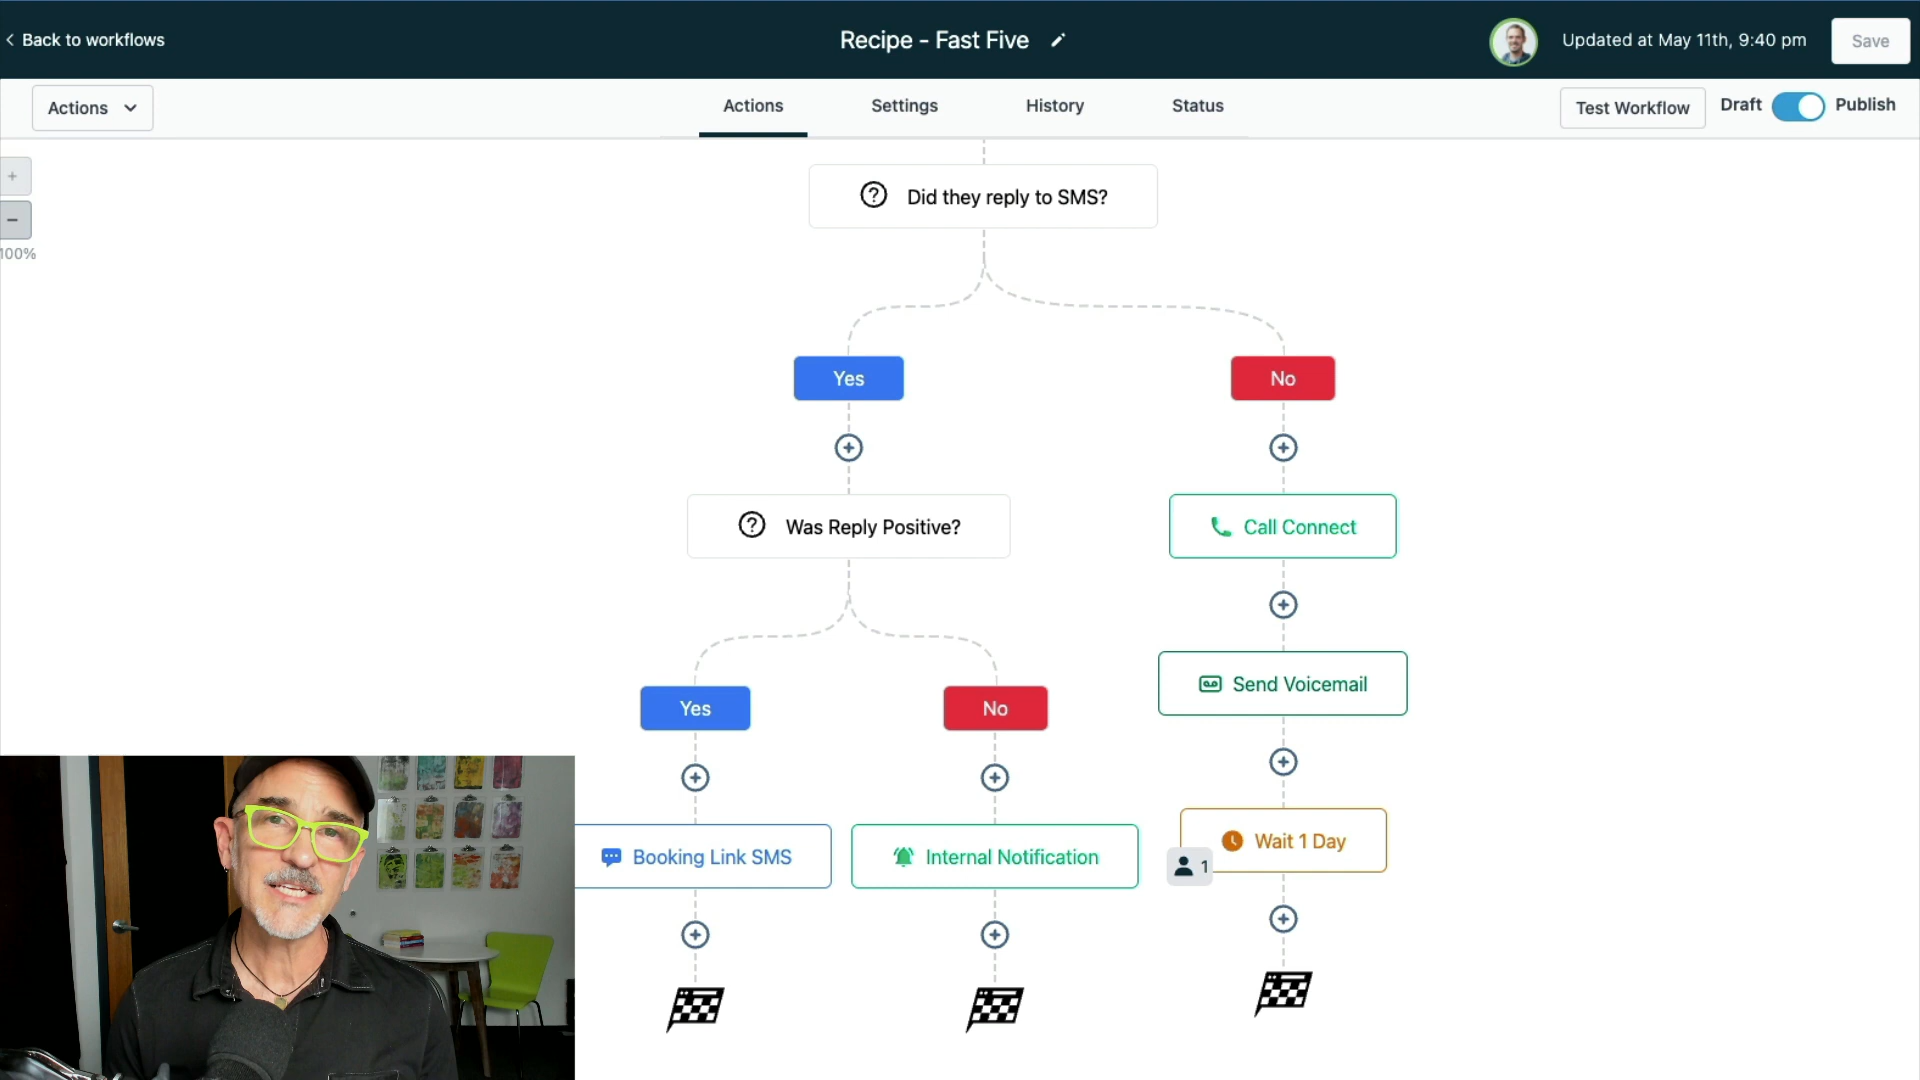 Back to workflows
Recipe - Fast Five
Updated at May 11th, 9:40 pm
Save
Actions
Actions
Settings
History
Status
Test Workflow
Draft
Publish
+
−
100%
Did they reply to SMS?
Yes
No
Was Reply Positive?
Call Connect
Send Voicemail
Yes
No
Booking Link SMS
Internal Notification
Wait 1 Day
1